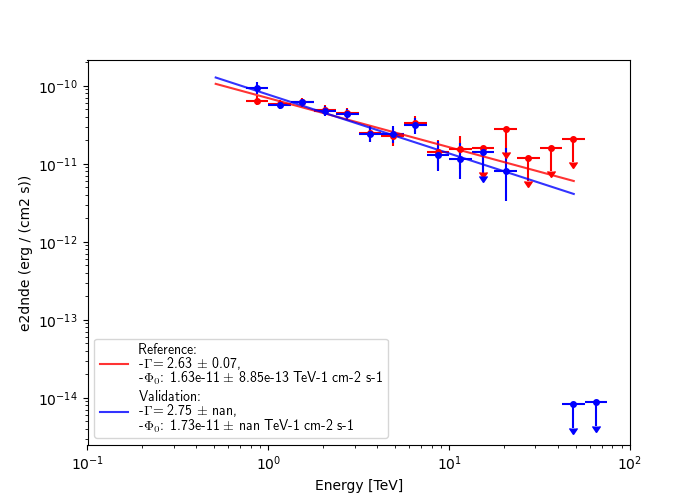 e2dnde (erg / (cm2 s))
10⁻¹⁰
10⁻¹¹
10⁻¹²
10⁻¹³
10⁻¹⁴
Reference:
-Γ = 2.63 ± 0.07,
-Φ₀: 1.63e-11 ± 8.85e-13 TeV-1 cm-2 s-1
Validation:
-Γ = 2.75 ± nan,
-Φ₀: 1.73e-11 ± nan TeV-1 cm-2 s-1
10⁻¹ 10⁰ 10¹ 10²
Energy [TeV]